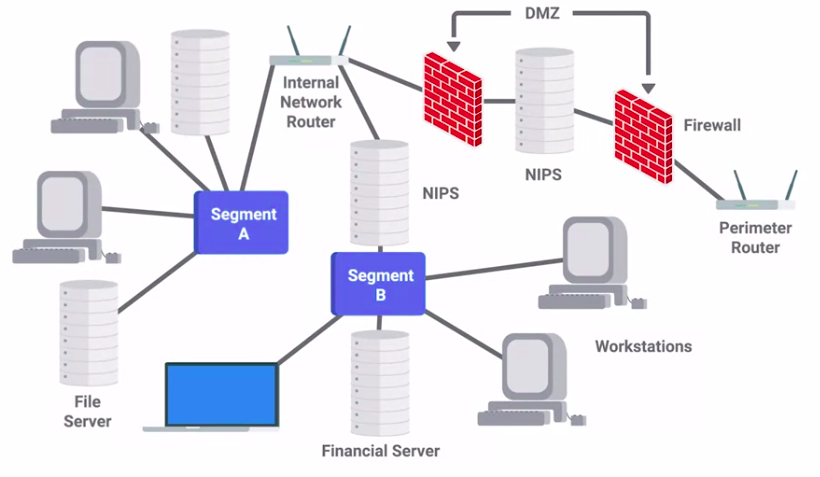 DMZ
Internal
Network
Router
Firewall
NIPS
NIPS
Segment
A
Perimeter
Router
Segment
B
Workstations
File
Server
Financial Server